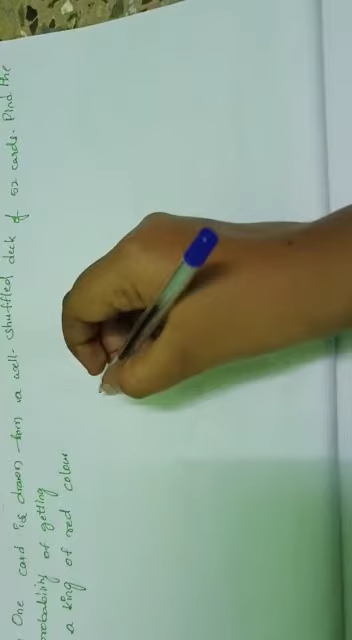 One card is drawn from a well-shuffled deck of 52 cards. Find the
probability of getting
a king of red colour